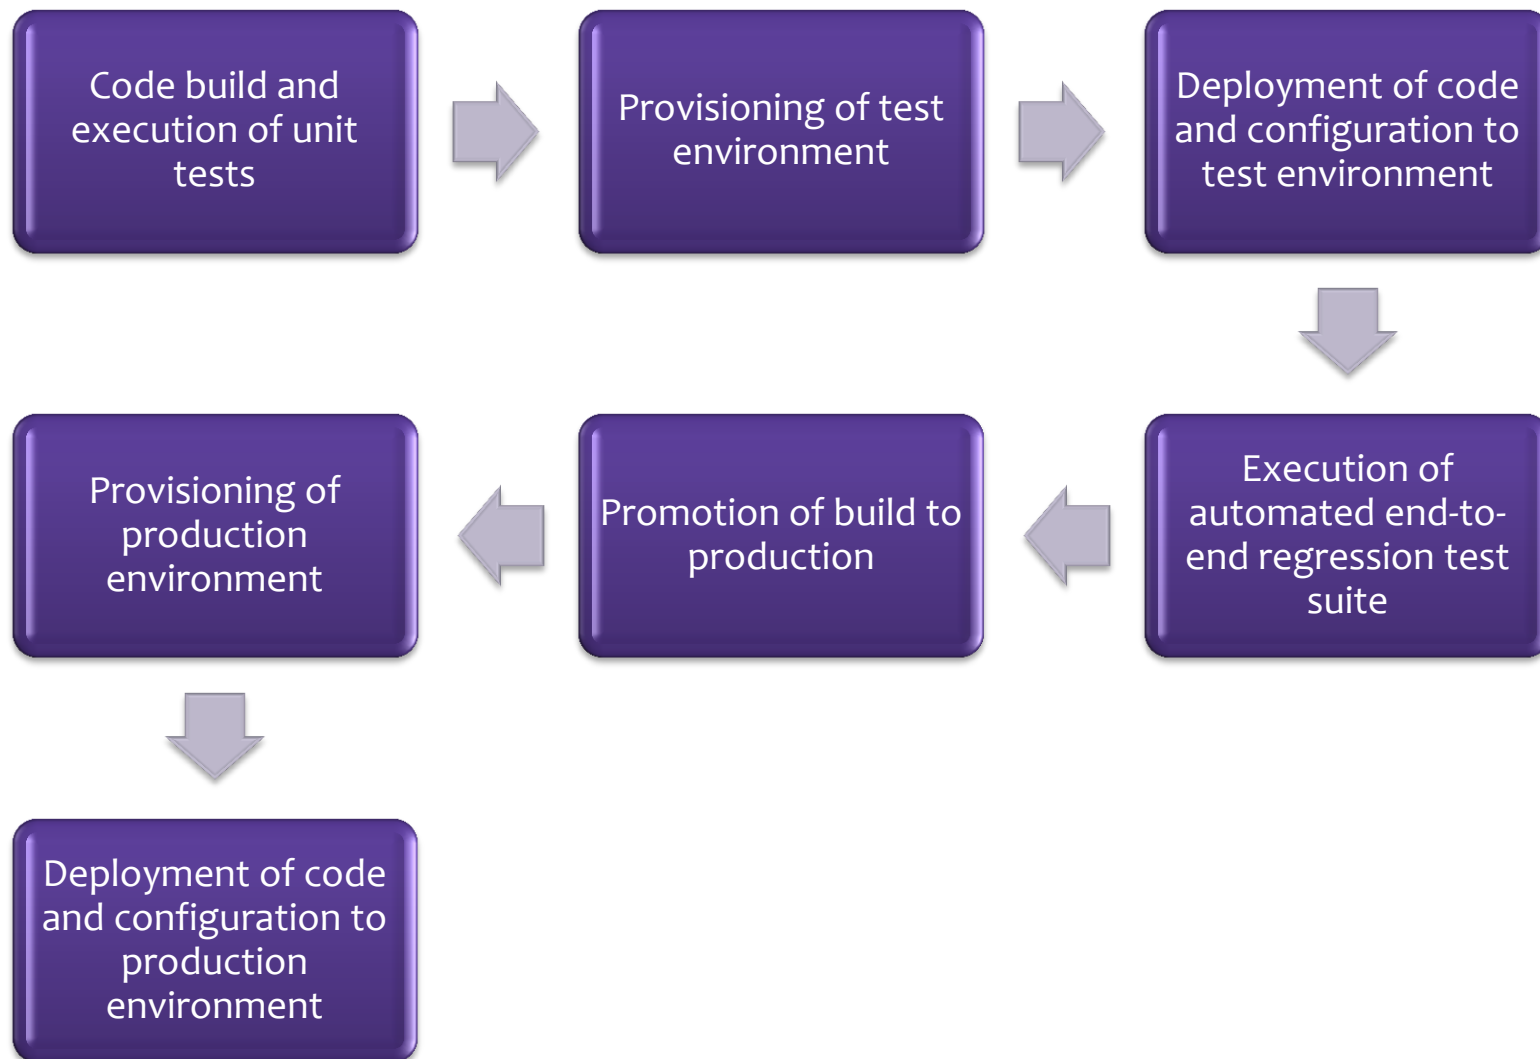 Code build and
execution of unit
tests
Provisioning of test
environment
Deployment of code
and configuration to
test environment
Execution of
automated end-to-
end regression test
suite
Promotion of build to
production
Provisioning of
production
environment
Deployment of code
and configuration to
production
environment